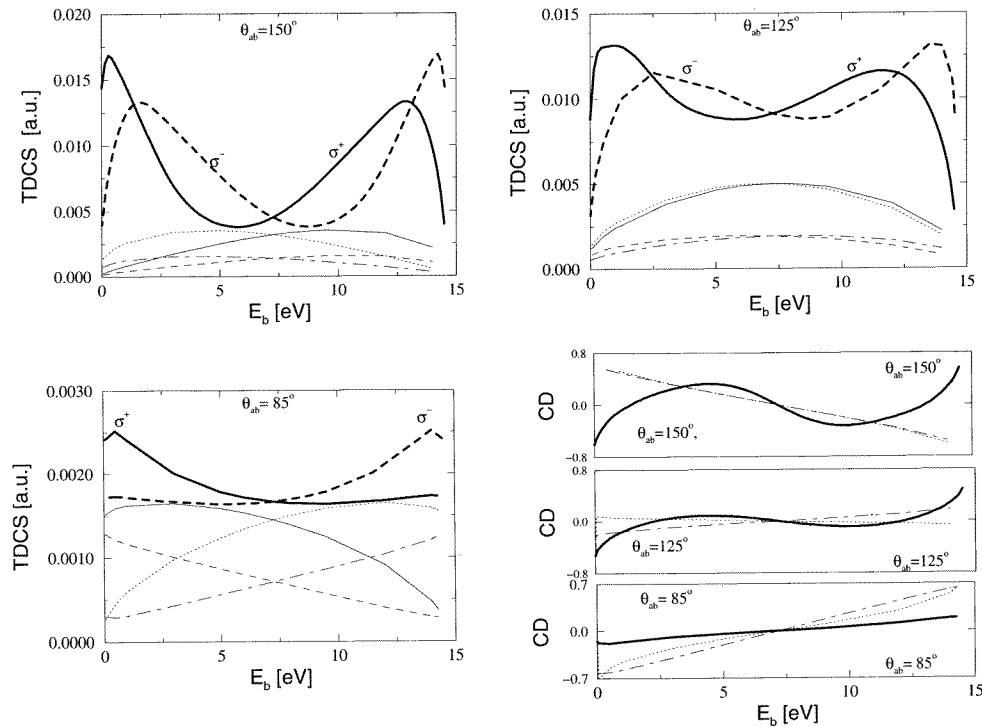 θab=150°
TDCS [a.u.]
0.020
0.015
0.010
0.005
0.000
σ⁻
σ⁺
0 5 10 15
Eb [eV]
θab=125°
TDCS [a.u.]
0.015
0.010
0.005
0.000
σ⁻
σ⁺
0 5 10 15
Eb [eV]
θab= 85°
TDCS [a.u.]
0.0030
0.0020
0.0010
0.0000
σ⁺
σ⁻
0 5 10 15
Eb [eV]
CD
0.8
0.0
−0.8
θab=150°
θab=150°,
CD
0.8
0.0
−0.8
θab=125°
θab=125°
CD
0.7
0.0
−0.7
θab= 85°
θab= 85°
0 5 10 15
Eb [eV]